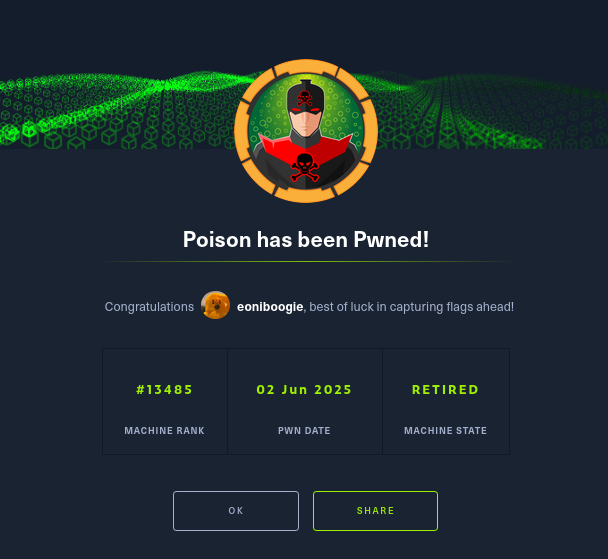 Poison has been Pwned!
Congratulations eoniboogie, best of luck in capturing flags ahead!
#13485 02 Jun 2025 RETIRED
MACHINE RANK PWN DATE MACHINE STATE
OK SHARE